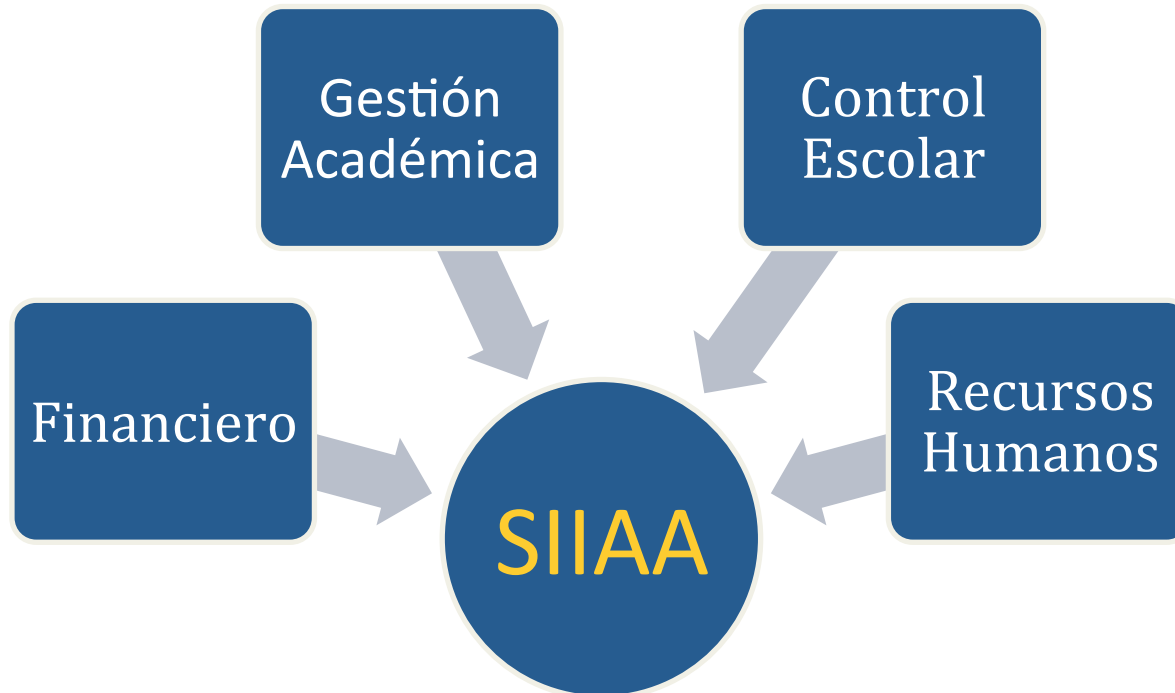 Gestión
Académica
Control
Escolar
Financiero
Recursos
Humanos
SIIAA